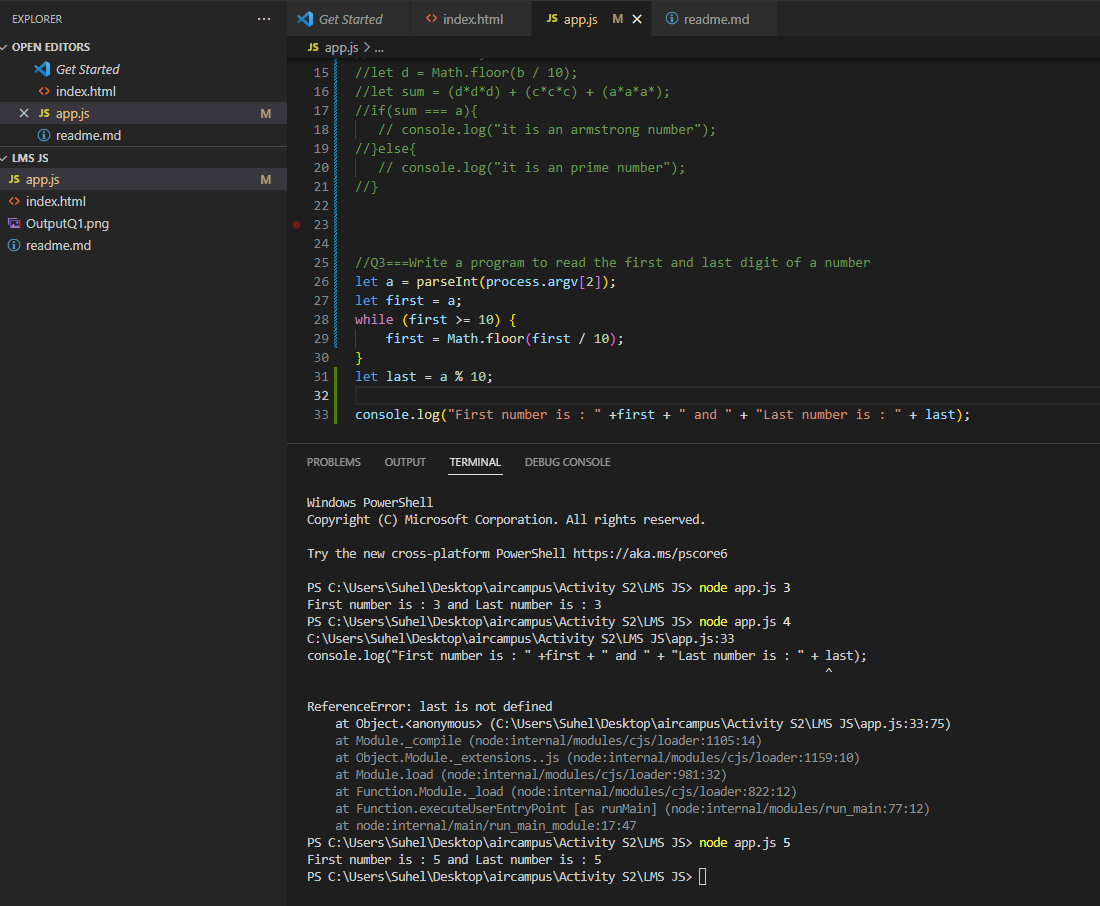 EXPLORER ...
OPEN EDITORS
Get Started
index.html
JS app.js M
readme.md
LMS JS
JS app.js M
index.html
OutputQ1.png
readme.md
Get Started index.html JS app.js M readme.md
JS app.js > ...
15 //let d = Math.floor(b / 10);
16 //let sum = (d*d*d) + (c*c*c) + (a*a*a*);
17 //if(sum === a){
18 // console.log("it is an armstrong number");
19 //}else{
20 // console.log("it is an prime number");
21 //}
22
23
24
25 //Q3===Write a program to read the first and last digit of a number
26 let a = parseInt(process.argv[2]);
27 let first = a;
28 while (first >= 10) {
29 first = Math.floor(first / 10);
30 }
31 let last = a % 10;
32
33 console.log("First number is : " +first + " and " + "Last number is : " + last);
PROBLEMS OUTPUT TERMINAL DEBUG CONSOLE
Windows PowerShell
Copyright (C) Microsoft Corporation. All rights reserved.
Try the new cross-platform PowerShell https://aka.ms/pscore6
PS C:\Users\Suhel\Desktop\aircampus\Activity S2\LMS JS> node app.js 3
First number is : 3 and Last number is : 3
PS C:\Users\Suhel\Desktop\aircampus\Activity S2\LMS JS> node app.js 4
C:\Users\Suhel\Desktop\aircampus\Activity S2\LMS JS\app.js:33
console.log("First number is : " +first + " and " + "Last number is : " + last);
^
ReferenceError: last is not defined
at Object.<anonymous> (C:\Users\Suhel\Desktop\aircampus\Activity S2\LMS JS\app.js:33:75)
at Module._compile (node:internal/modules/cjs/loader:1105:14)
at Object.Module._extensions..js (node:internal/modules/cjs/loader:1159:10)
at Module.load (node:internal/modules/cjs/loader:981:32)
at Function.Module._load (node:internal/modules/cjs/loader:822:12)
at Function.executeUserEntryPoint [as runMain] (node:internal/modules/run_main:77:12)
at node:internal/main/run_main_module:17:47
PS C:\Users\Suhel\Desktop\aircampus\Activity S2\LMS JS> node app.js 5
First number is : 5 and Last number is : 5
PS C:\Users\Suhel\Desktop\aircampus\Activity S2\LMS JS>